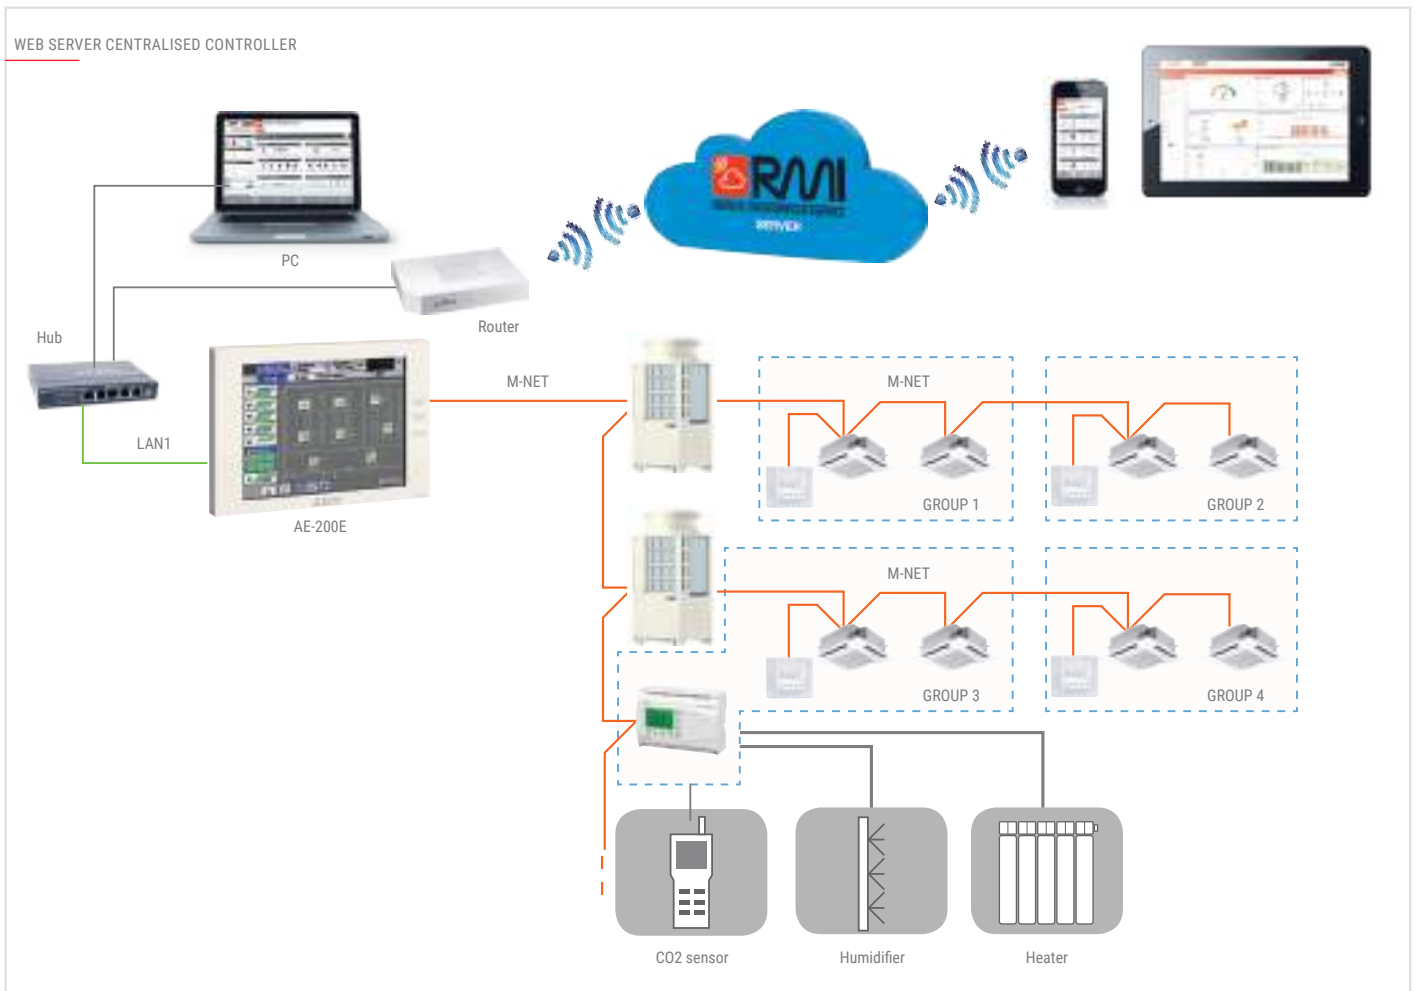 WEB SERVER CENTRALISED CONTROLLER
RMI
SERVER
PC
Router
Hub
M-NET
M-NET
LAN1
GROUP 1
GROUP 2
AE-200E
M-NET
GROUP 3
GROUP 4
CO2 sensor
Humidifier
Heater